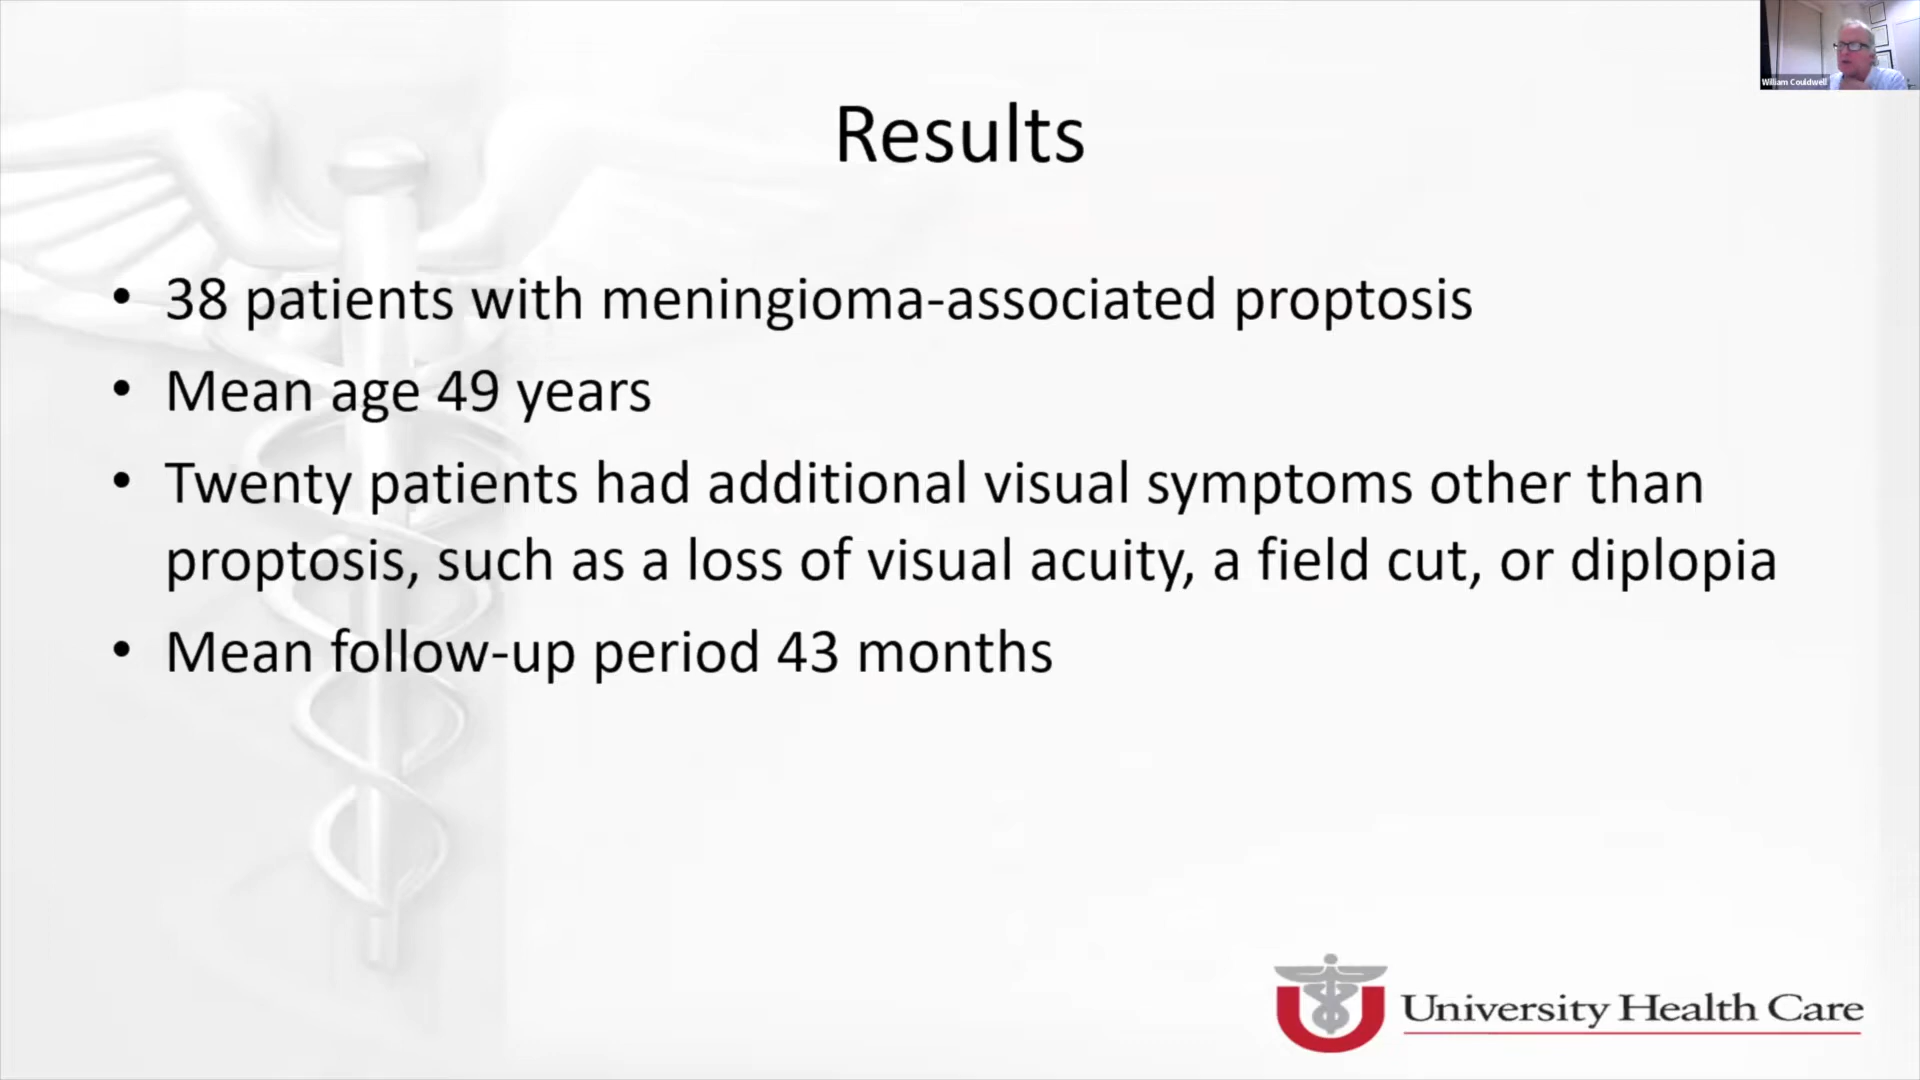 William Couldwell
Results
• 38 patients with meningioma-associated proptosis
• Mean age 49 years
• Twenty patients had additional visual symptoms other than
proptosis, such as a loss of visual acuity, a field cut, or diplopia
• Mean follow-up period 43 months
University Health Care